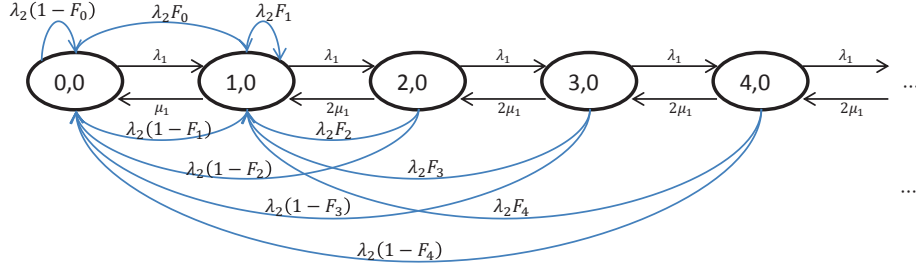 λ₂(1 − F₀) λ₂F₀ λ₂F₁
λ₁ λ₁ λ₁ λ₁ λ₁
0,0 1,0 2,0 3,0 4,0 ...
μ₁ 2μ₁ 2μ₁ 2μ₁ 2μ₁
λ₂(1 − F₁) λ₂F₂
λ₂(1 − F₂) λ₂F₃
...
λ₂(1 − F₃) λ₂F₄
λ₂(1 − F₄)